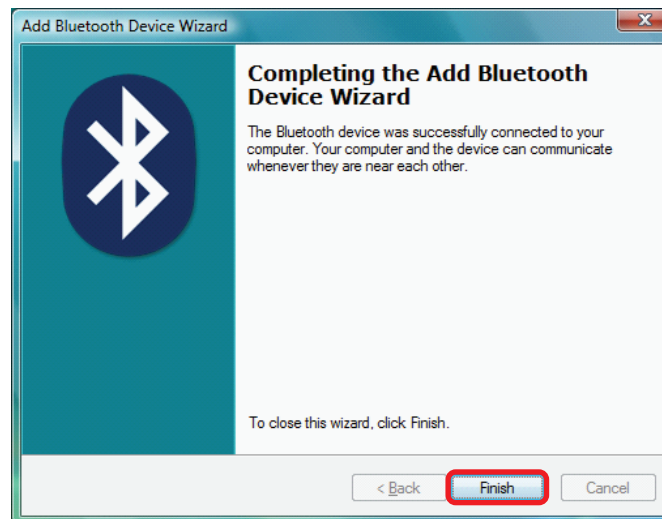 Add Bluetooth Device Wizard
X
Completing the Add Bluetooth
Device Wizard
The Bluetooth device was successfully connected to your
computer. Your computer and the device can communicate
whenever they are near each other.
To close this wizard, click Finish.
< Back Finish Cancel